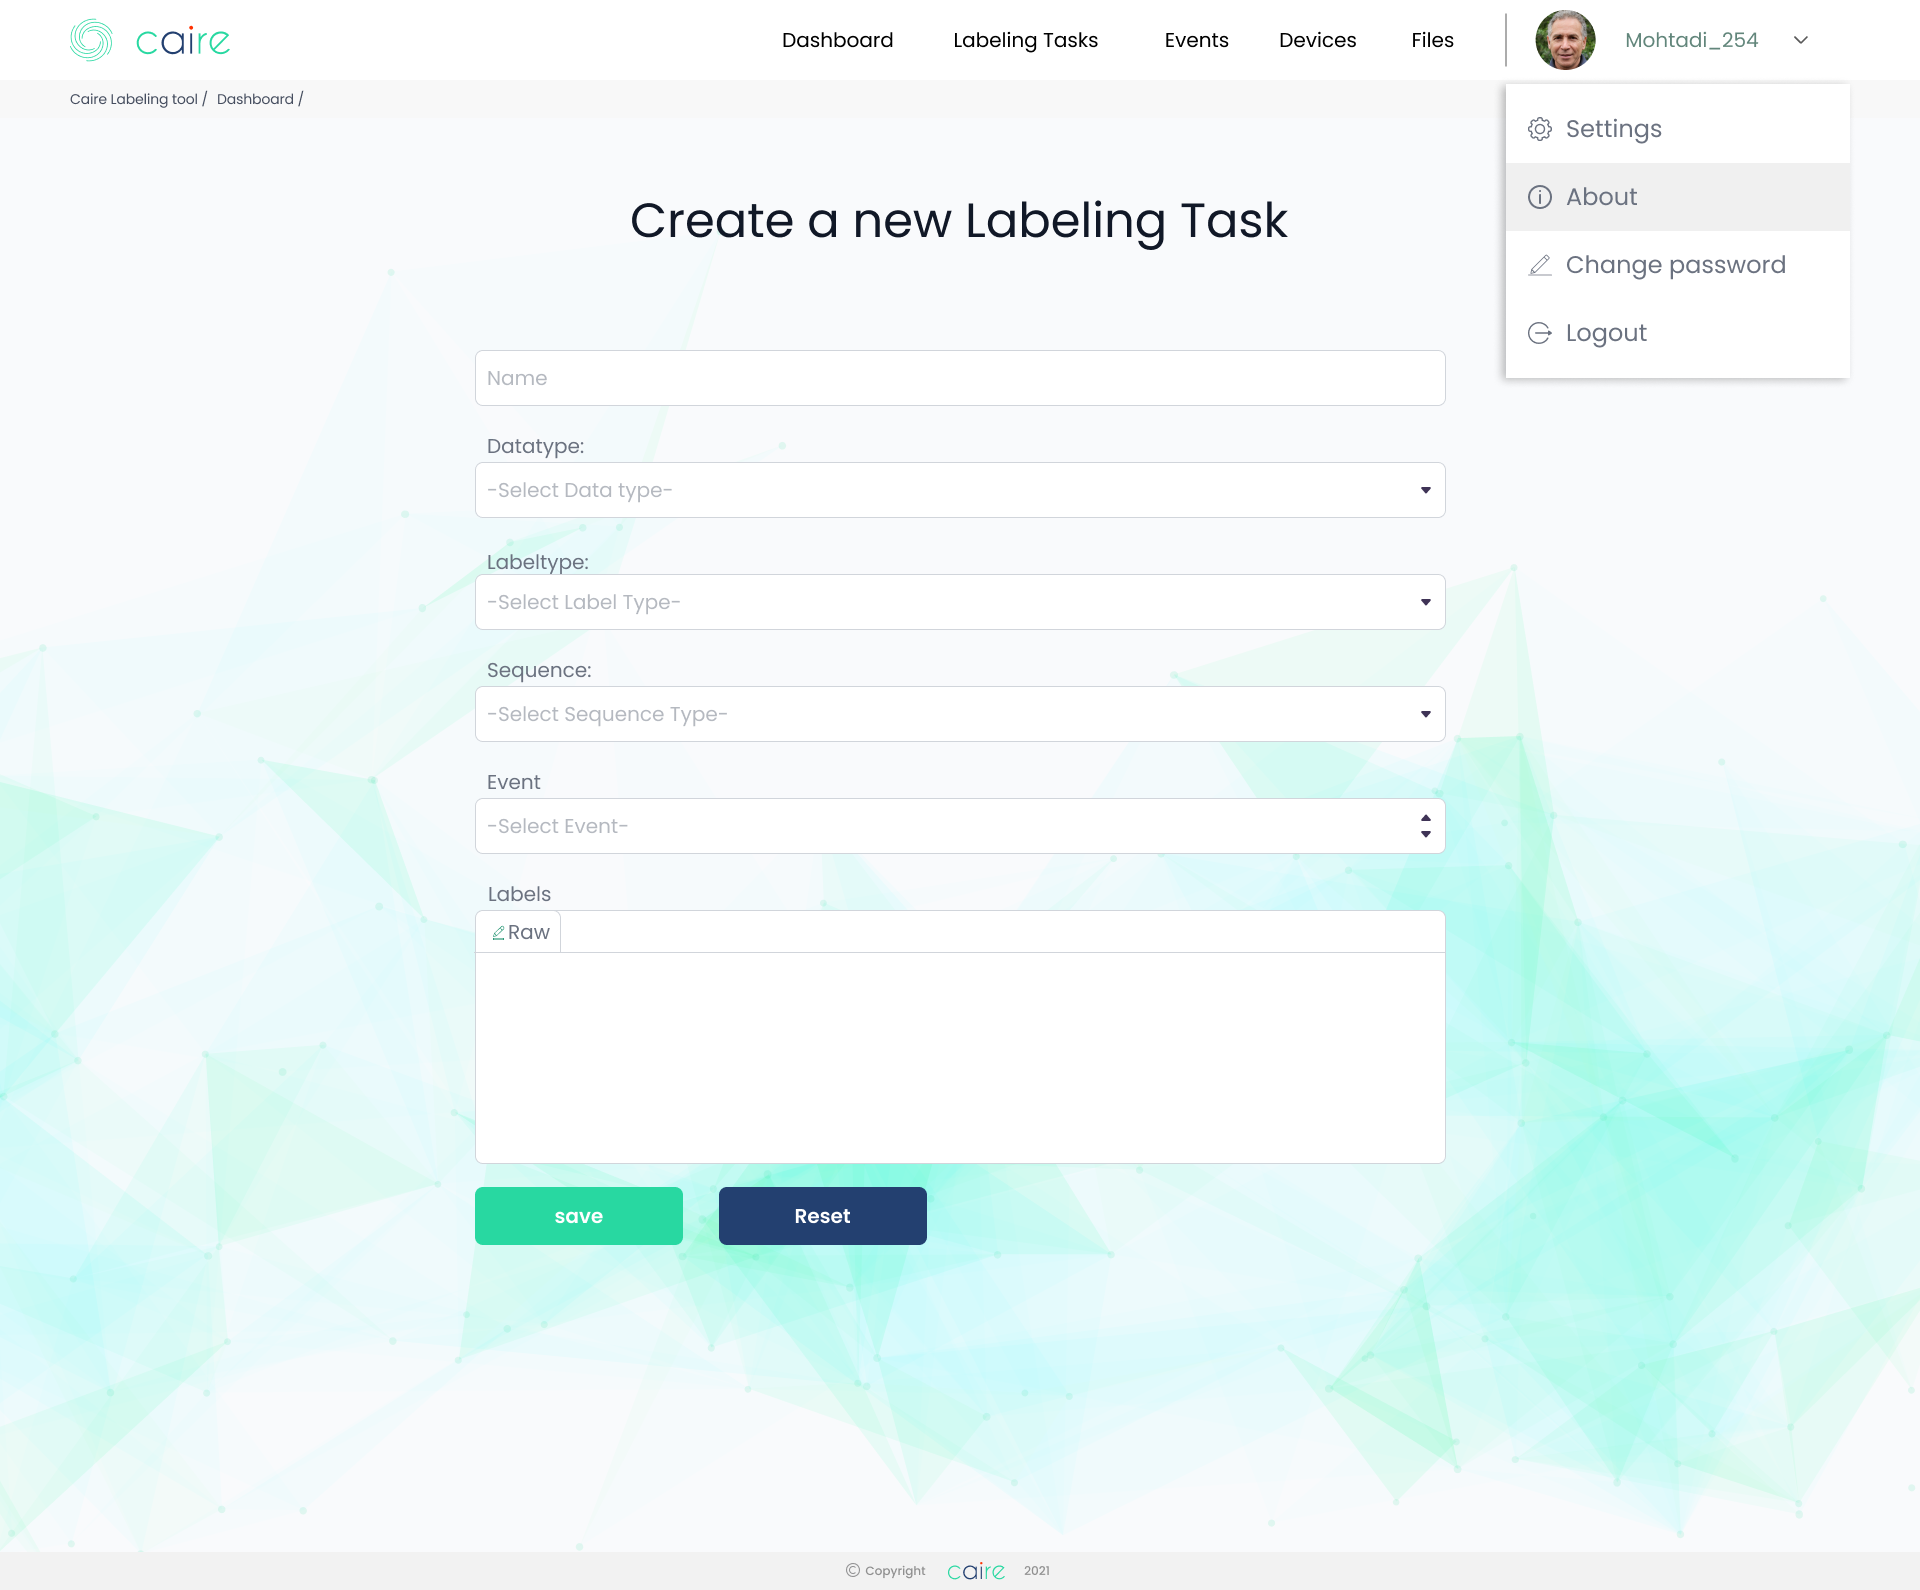 caire
Dashboard Labeling Tasks Events Devices Files Mohtadi_254
Caire Labeling tool / Dashboard /
Settings
About
Change password
Logout
Create a new Labeling Task
Name
Datatype:
-Select Data type-
Labeltype:
-Select Label Type-
Sequence:
-Select Sequence Type-
Event
-Select Event-
Labels
Raw
save Reset
© Copyright caire 2021